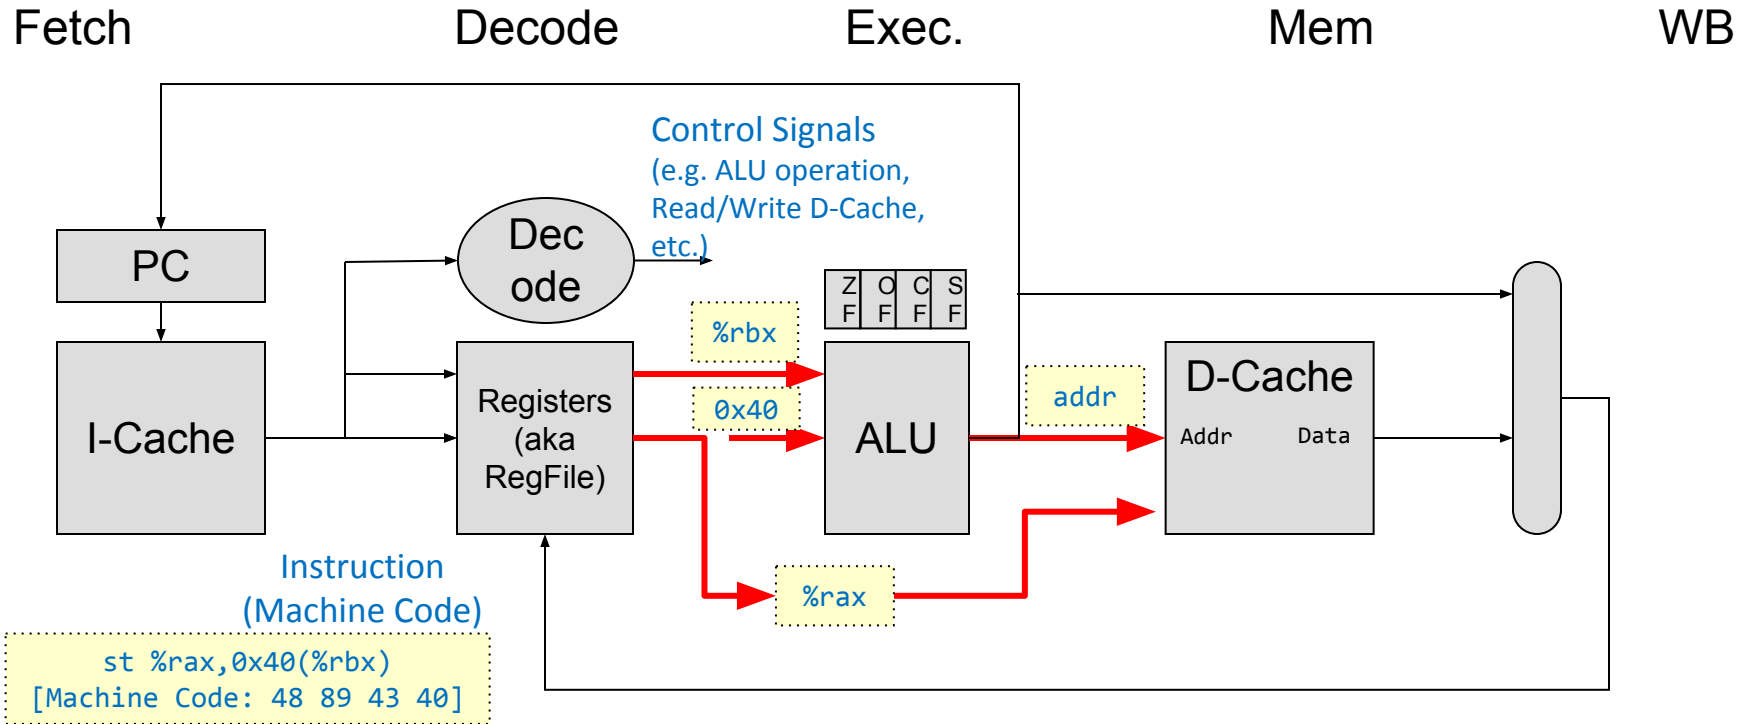 Fetch
Decode
Exec.
Mem
WB
Control Signals
(e.g. ALU operation,
Read/Write D-Cache,
etc.)
PC
Dec
ode
Z
F
O
F
C
F
S
F
%rbx
0x40
addr
I-Cache
Registers
(aka
RegFile)
ALU
D-Cache
Addr
Data
%rax
Instruction
(Machine Code)
st %rax,0x40(%rbx)
[Machine Code: 48 89 43 40]